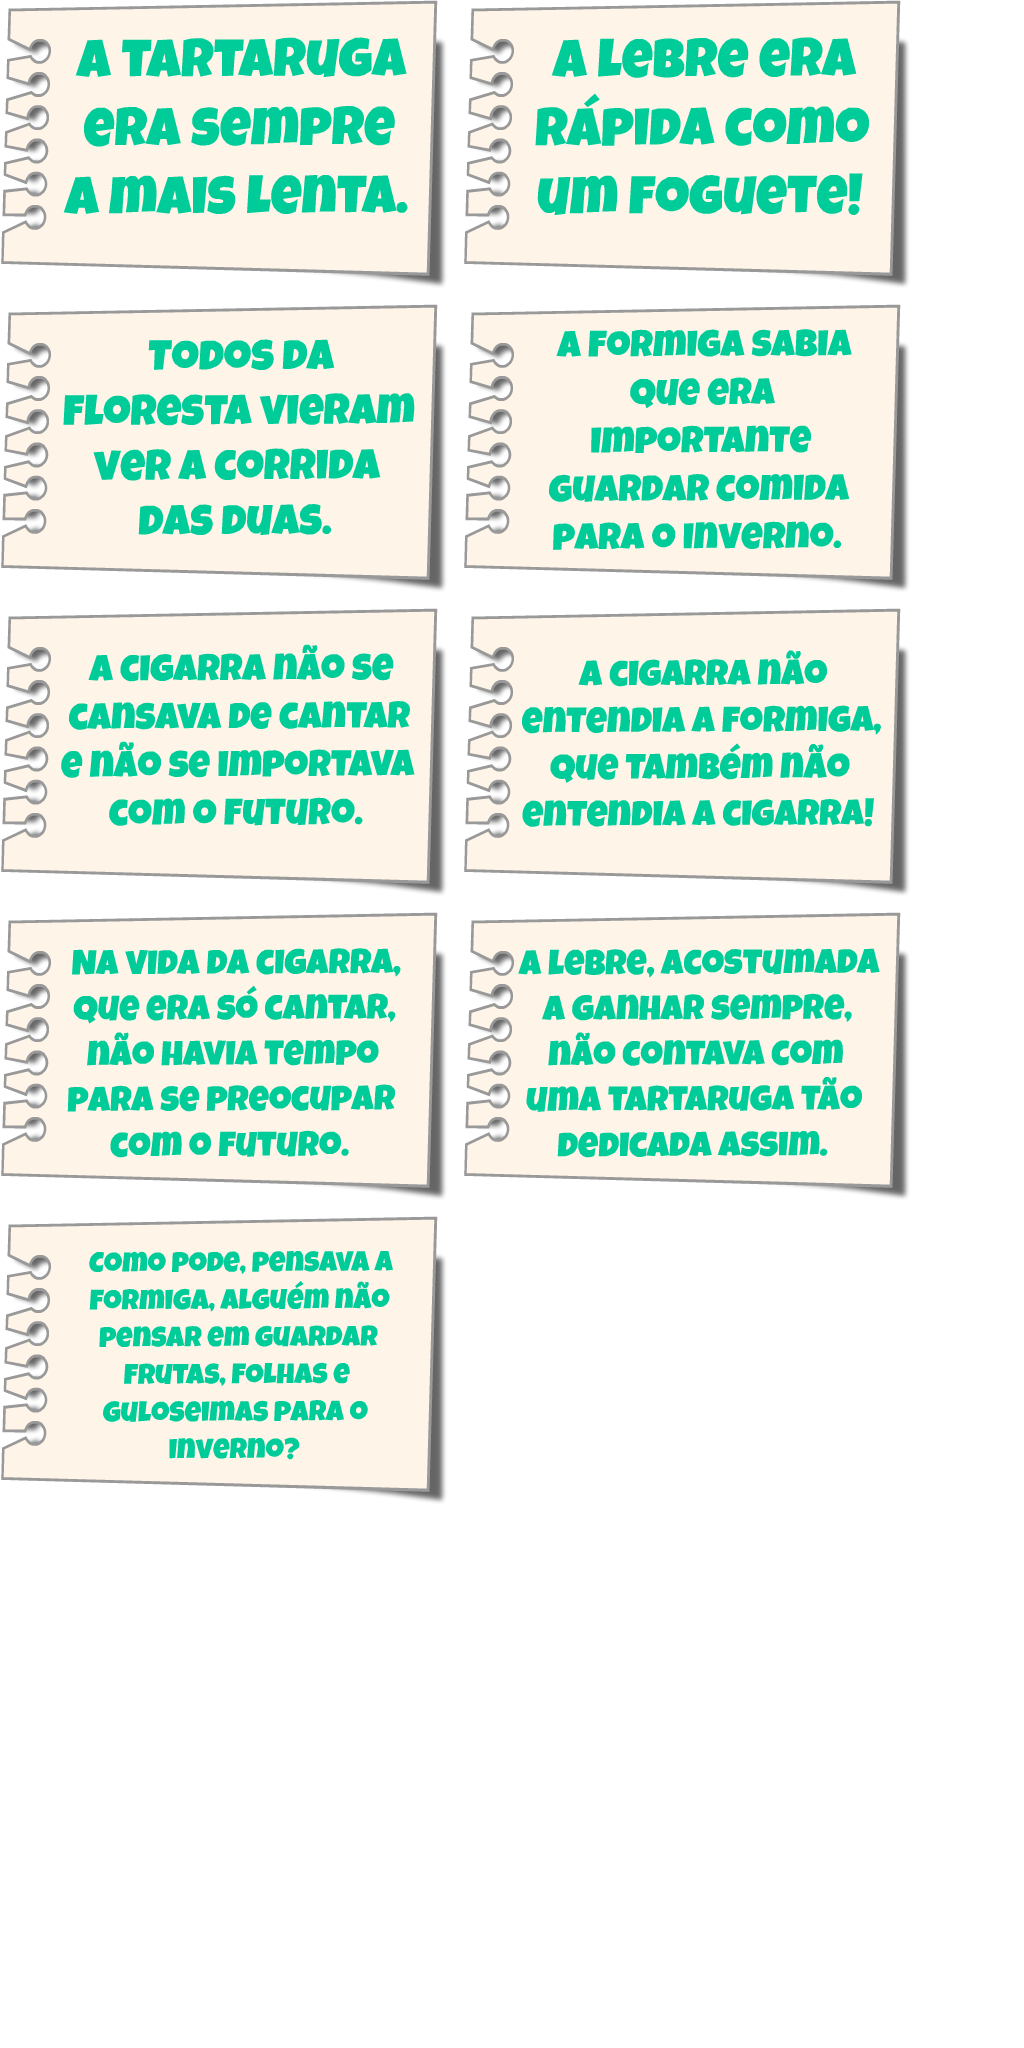 A TARTARUGA
ERA SEMPRE
A MAIS LENTA.
A LEBRE ERA
RÁPIDA COMO
UM FOGUETE!
TODOS DA
FLORESTA VIERAM
VER A CORRIDA
DAS DUAS.
A FORMIGA SABIA
QUE ERA
IMPORTANTE
GUARDAR COMIDA
PARA O INVERNO.
A CIGARRA NÃO SE
CANSAVA DE CANTAR
E NÃO SE IMPORTAVA
COM O FUTURO.
A CIGARRA NÃO
ENTENDIA A FORMIGA,
QUE TAMBÉM NÃO
ENTENDIA A CIGARRA!
NA VIDA DA CIGARRA,
QUE ERA SÓ CANTAR,
NÃO HAVIA TEMPO
PARA SE PREOCUPAR
COM O FUTURO.
A LEBRE, ACOSTUMADA
A GANHAR SEMPRE,
NÃO CONTAVA COM
UMA TARTARUGA TÃO
DEDICADA ASSIM.
COMO PODE, PENSAVA A
FORMIGA, ALGUÉM NÃO
PENSAR EM GUARDAR
FRUTAS, FOLHAS E
GULOSEIMAS PARA O
INVERNO?